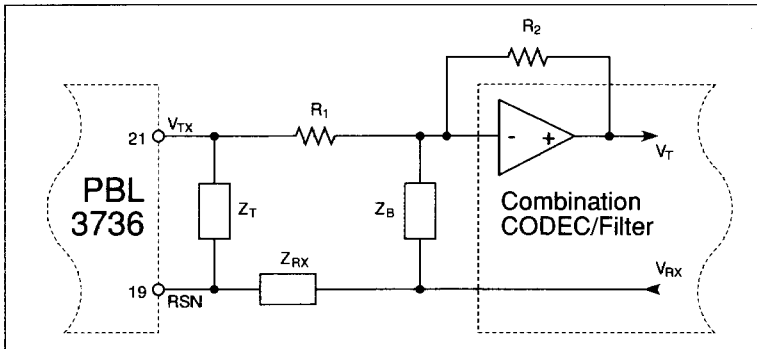 R2
R1
21
VTX
-
+
VT
PBL
3736
ZT
ZB
Combination
CODEC/Filter
ZRX
VRX
19
RSN